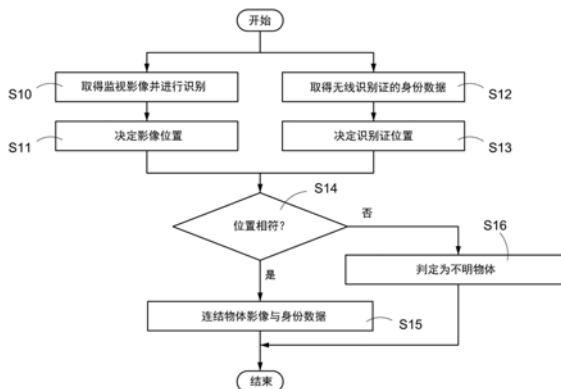 开始
S10
取得监视影像并进行识别
取得无线识别证的身份数据
S12
S11
决定影像位置
决定识别证位置
S13
S14
位置相符?
否
S16
是
判定为不明物体
连结物体影像与身份数据
S15
结束